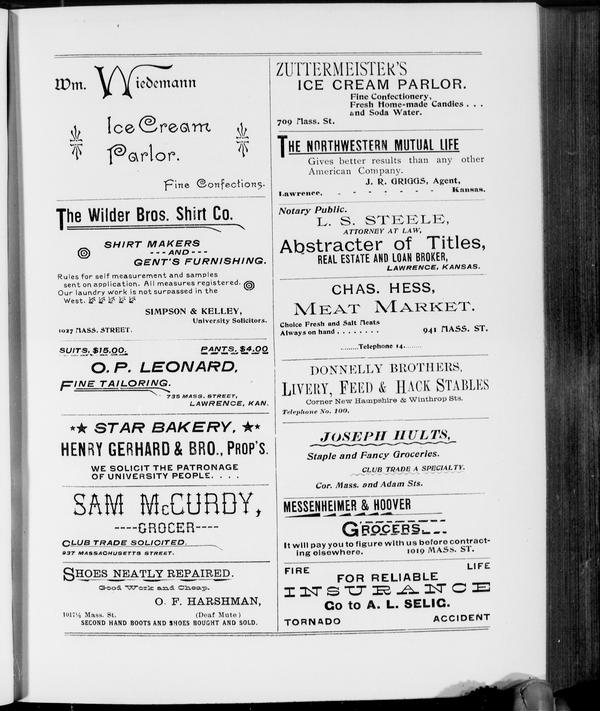 Wm. Wiedemann
Ice Cream
Parlor.
Fine Confections.
The Wilder Bros. Shirt Co.
SHIRT MAKERS
---AND---
GENT'S FURNISHING.
Rules for self measurement and samples
sent on application. All measures registered.
Our laundry work is not surpassed in the
West.
SIMPSON & KELLEY,
University Solicitors.
1027 MASS. STREET.
SUITS, $15.00. PANTS, $4.00
O. P. LEONARD,
FINE TAILORING.
735 MASS. STREET,
LAWRENCE, KAN.
STAR BAKERY,
HENRY GERHARD & BRO., PROP'S.
WE SOLICIT THE PATRONAGE
OF UNIVERSITY PEOPLE. . . .
SAM McCURDY,
----GROCER----
CLUB TRADE SOLICITED.
937 MASSACHUSETTS STREET.
SHOES NEATLY REPAIRED.
Good Work and Cheap.
O. F. HARSHMAN,
1017½ Mass. St. (Deaf Mute)
SECOND HAND BOOTS AND SHOES BOUGHT AND SOLD.
ZUTTERMEISTER'S
ICE CREAM PARLOR.
Fine Confectionery,
Fresh Home-made Candies . . .
and Soda Water.
709 Mass. St.
THE NORTHWESTERN MUTUAL LIFE
Gives better results than any other
American Company.
J. R. GRIGGS, Agent,
Lawrence, - - - - - - - Kansas.
Notary Public.
L. S. STEELE,
ATTORNEY AT LAW,
Abstracter of Titles,
REAL ESTATE AND LOAN BROKER,
LAWRENCE, KANSAS.
CHAS. HESS,
MEAT MARKET.
Choice Fresh and Salt Meats
Always on hand . . . . . . . . 941 MASS. ST.
.........Telephone 14.........
DONNELLY BROTHERS,
LIVERY, FEED & HACK STABLES
Corner New Hampshire & Winthrop Sts.
Telephone No. 100.
JOSEPH HULTS,
Staple and Fancy Groceries.
CLUB TRADE A SPECIALTY.
Cor. Mass. and Adam Sts.
MESSENHEIMER & HOOVER
GROCERS
It will pay you to figure with us before contract-
ing elsewhere. 1019 MASS. ST.
FIRE LIFE
FOR RELIABLE
INSURANCE
Go to A. L. SELIG.
TORNADO ACCIDENT